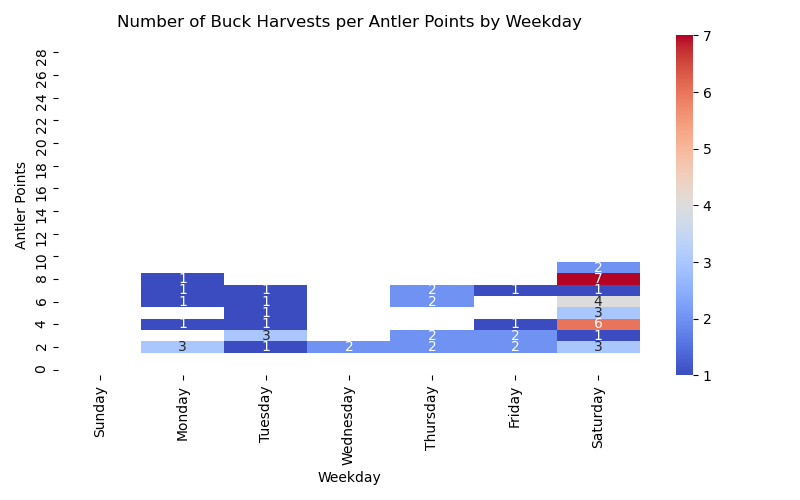 Number of Buck Harvests per Antler Points by Weekday
Antler Points
28
26
24
22
20
18
16
14
12
10
8
6
4
2
0
2
1 7
1 1 2 1 1
1 1 2 4
1 3
1 1 1 6
3 2 2 1
3 1 2 2 2 3
Sunday Monday Tuesday Wednesday Thursday Friday Saturday
Weekday
7
6
5
4
3
2
1